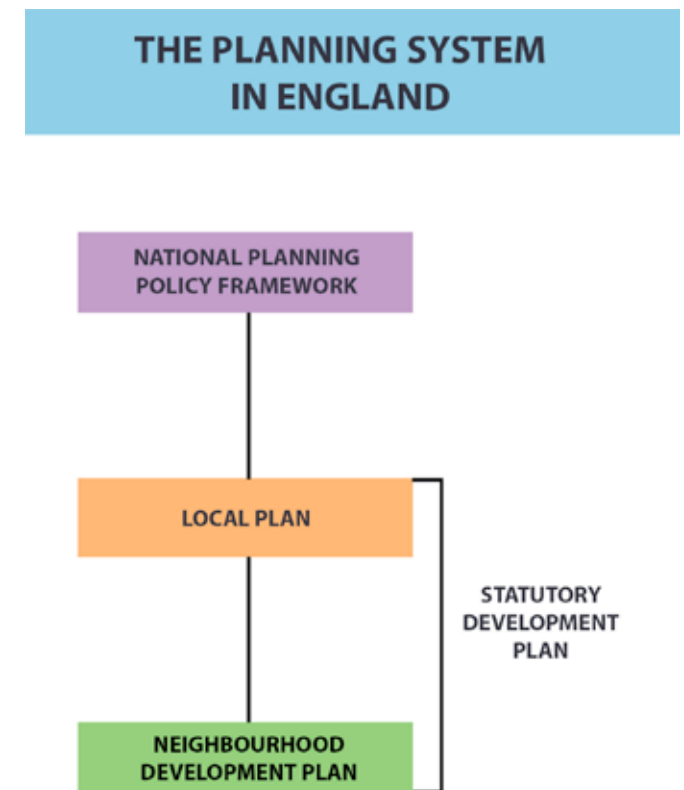 THE PLANNING SYSTEM
IN ENGLAND
NATIONAL PLANNING
POLICY FRAMEWORK
LOCAL PLAN
STATUTORY
DEVELOPMENT
PLAN
NEIGHBOURHOOD
DEVELOPMENT PLAN